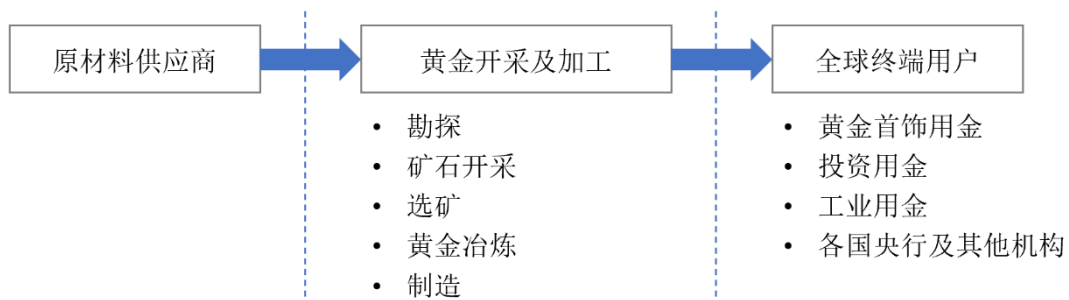 原材料供应商
黄金开采及加工
全球终端用户
• 勘探
• 矿石开采
• 选矿
• 黄金冶炼
• 制造
• 黄金首饰用金
• 投资用金
• 工业用金
• 各国央行及其他机构